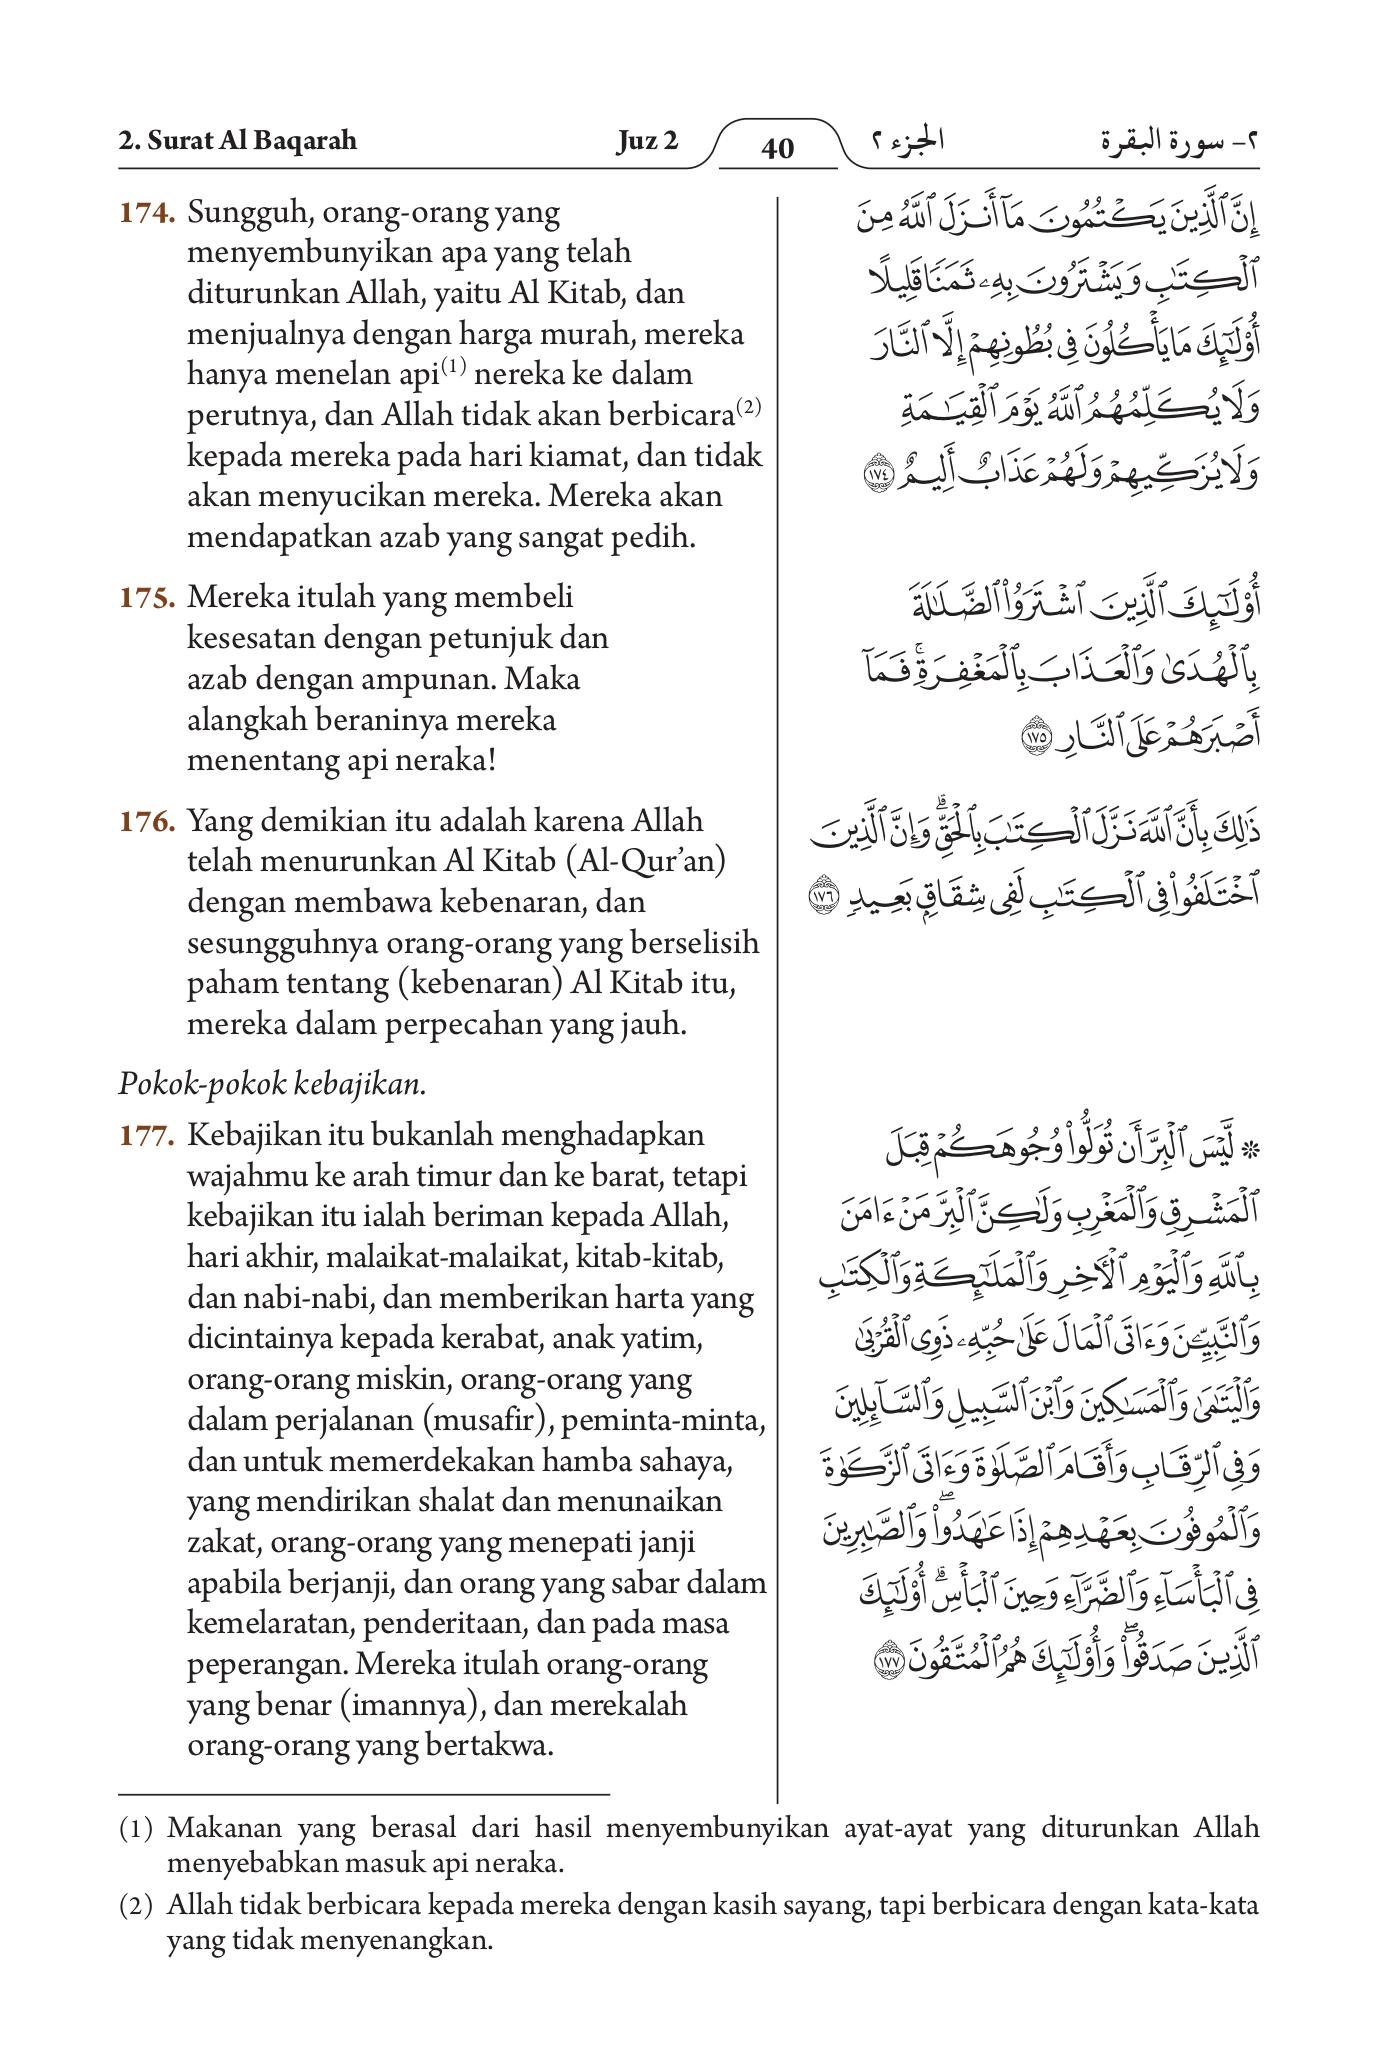 2. Surat Al Baqarah
Juz 2
40
الجزء ٢
٢- سورة البقرة
174. Sungguh, orang-orang yang
menyembunyikan apa yang telah
diturunkan Allah, yaitu Al Kitab, dan
menjualnya dengan harga murah, mereka
hanya menelan api(1) nereka ke dalam
perutnya, dan Allah tidak akan berbicara(2)
kepada mereka pada hari kiamat, dan tidak
akan menyucikan mereka. Mereka akan
mendapatkan azab yang sangat pedih.
175. Mereka itulah yang membeli
kesesatan dengan petunjuk dan
azab dengan ampunan. Maka
alangkah beraninya mereka
menentang api neraka!
176. Yang demikian itu adalah karena Allah
telah menurunkan Al Kitab (Al-Qur’an)
dengan membawa kebenaran, dan
sesungguhnya orang-orang yang berselisih
paham tentang (kebenaran) Al Kitab itu,
mereka dalam perpecahan yang jauh.
Pokok-pokok kebajikan.
177. Kebajikan itu bukanlah menghadapkan
wajahmu ke arah timur dan ke barat, tetapi
kebajikan itu ialah beriman kepada Allah,
hari akhir, malaikat-malaikat, kitab-kitab,
dan nabi-nabi, dan memberikan harta yang
dicintainya kepada kerabat, anak yatim,
orang-orang miskin, orang-orang yang
dalam perjalanan (musafir), peminta-minta,
dan untuk memerdekakan hamba sahaya,
yang mendirikan shalat dan menunaikan
zakat, orang-orang yang menepati janji
apabila berjanji, dan orang yang sabar dalam
kemelaratan, penderitaan, dan pada masa
peperangan. Mereka itulah orang-orang
yang benar (imannya), dan merekalah
orang-orang yang bertakwa.
إِنَّ ٱلَّذِينَ يَكۡتُمُونَ مَآ أَنزَلَ ٱللَّهُ مِنَ
ٱلۡكِتَٰبِ وَيَشۡتَرُونَ بِهِۦ ثَمَنٗا قَلِيلًا
أُوْلَٰٓئِكَ مَا يَأۡكُلُونَ فِي بُطُونِهِمۡ إِلَّا ٱلنَّارَ
وَلَا يُكَلِّمُهُمُ ٱللَّهُ يَوۡمَ ٱلۡقِيَٰمَةِ
وَلَا يُزَكِّيهِمۡ وَلَهُمۡ عَذَابٌ أَلِيمٌ ١٧٤
أُوْلَٰٓئِكَ ٱلَّذِينَ ٱشۡتَرَوُاْ ٱلضَّلَٰلَةَ
بِٱلۡهُدَىٰ وَٱلۡعَذَابَ بِٱلۡمَغۡفِرَةِۚ فَمَآ
أَصۡبَرَهُمۡ عَلَى ٱلنَّارِ ١٧٥
ذَٰلِكَ بِأَنَّ ٱللَّهَ نَزَّلَ ٱلۡكِتَٰبَ بِٱلۡحَقِّۗ وَإِنَّ ٱلَّذِينَ
ٱخۡتَلَفُواْ فِي ٱلۡكِتَٰبِ لَفِي شِقَاقِۭ بَعِيدٖ ١٧٦
۞ لَّيۡسَ ٱلۡبِرَّ أَن تُوَلُّواْ وُجُوهَكُمۡ قِبَلَ
ٱلۡمَشۡرِقِ وَٱلۡمَغۡرِبِ وَلَٰكِنَّ ٱلۡبِرَّ مَنۡ ءَامَنَ
بِٱللَّهِ وَٱلۡيَوۡمِ ٱلۡأٓخِرِ وَٱلۡمَلَٰٓئِكَةِ وَٱلۡكِتَٰبِ
وَٱلنَّبِيِّـۧنَ وَءَاتَى ٱلۡمَالَ عَلَىٰ حُبِّهِۦ ذَوِي ٱلۡقُرۡبَىٰ
وَٱلۡيَتَٰمَىٰ وَٱلۡمَسَٰكِينَ وَٱبۡنَ ٱلسَّبِيلِ وَٱلسَّآئِلِينَ
وَفِي ٱلرِّقَابِ وَأَقَامَ ٱلصَّلَوٰةَ وَءَاتَى ٱلزَّكَوٰةَ
وَٱلۡمُوفُونَ بِعَهۡدِهِمۡ إِذَا عَٰهَدُواْۖ وَٱلصَّٰبِرِينَ
فِي ٱلۡبَأۡسَآءِ وَٱلضَّرَّآءِ وَحِينَ ٱلۡبَأۡسِۗ أُوْلَٰٓئِكَ
ٱلَّذِينَ صَدَقُواْۖ وَأُوْلَٰٓئِكَ هُمُ ٱلۡمُتَّقُونَ ١٧٧
(1) Makanan yang berasal dari hasil menyembunyikan ayat-ayat yang diturunkan Allah
menyebabkan masuk api neraka.
(2) Allah tidak berbicara kepada mereka dengan kasih sayang, tapi berbicara dengan kata-kata
yang tidak menyenangkan.